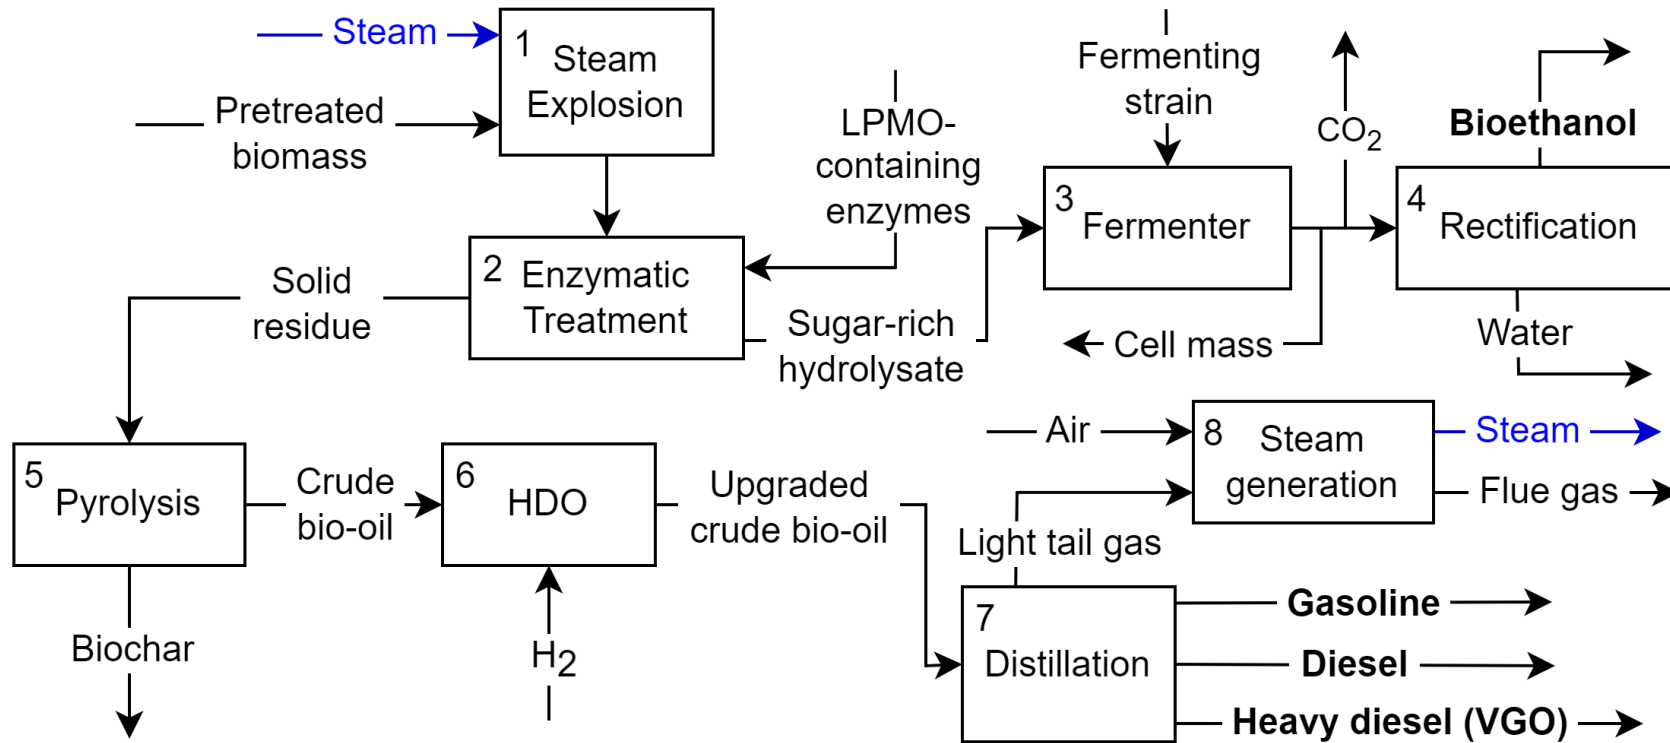 Steam
1
Steam
Explosion
Pretreated
biomass
LPMO-
containing
enzymes
Fermenting
strain
CO2
Bioethanol
3
Fermenter
4
Rectification
2
Enzymatic
Treatment
Solid
residue
Sugar-rich
hydrolysate
Cell mass
Water
Air
8
Steam
generation
Steam
Flue gas
5
Pyrolysis
Crude
bio-oil
6
HDO
Upgraded
crude bio-oil
Light tail gas
7
Distillation
Gasoline
Diesel
Heavy diesel (VGO)
Biochar
H2